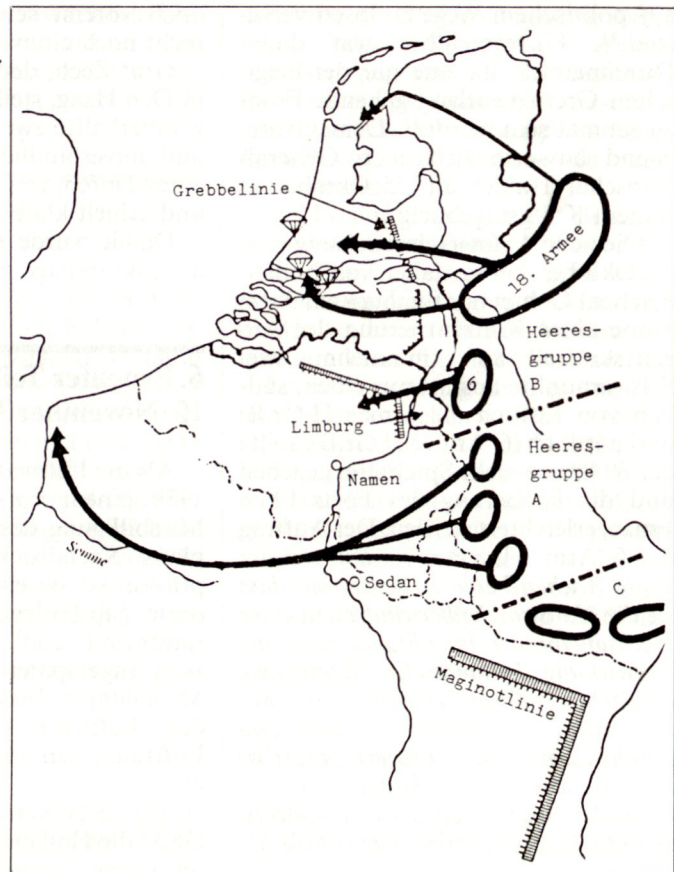 Grebbelinie
18. Armee
Heeres-
gruppe
B
6
Limburg
Heeres-
gruppe
A
Namen
Somme
Sedan
C
Maginotlinie